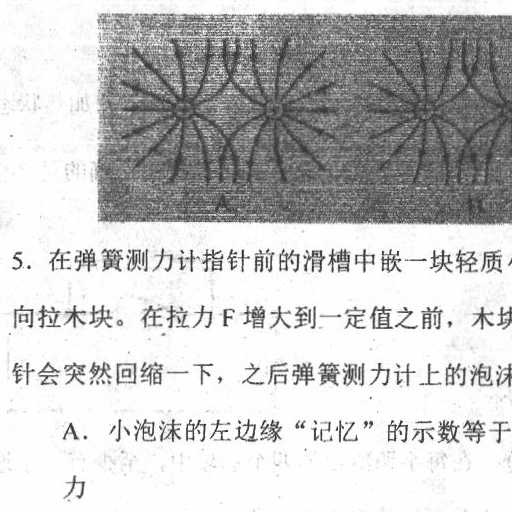 A
5. 在弹簧测力计指针前的滑槽中嵌一块轻质
向拉木块。在拉力 F 增大到一定值之前，木块
针会突然回缩一下，之后弹簧测力计上的泡沫
A. 小泡沫的左边缘“记忆”的示数等于
力